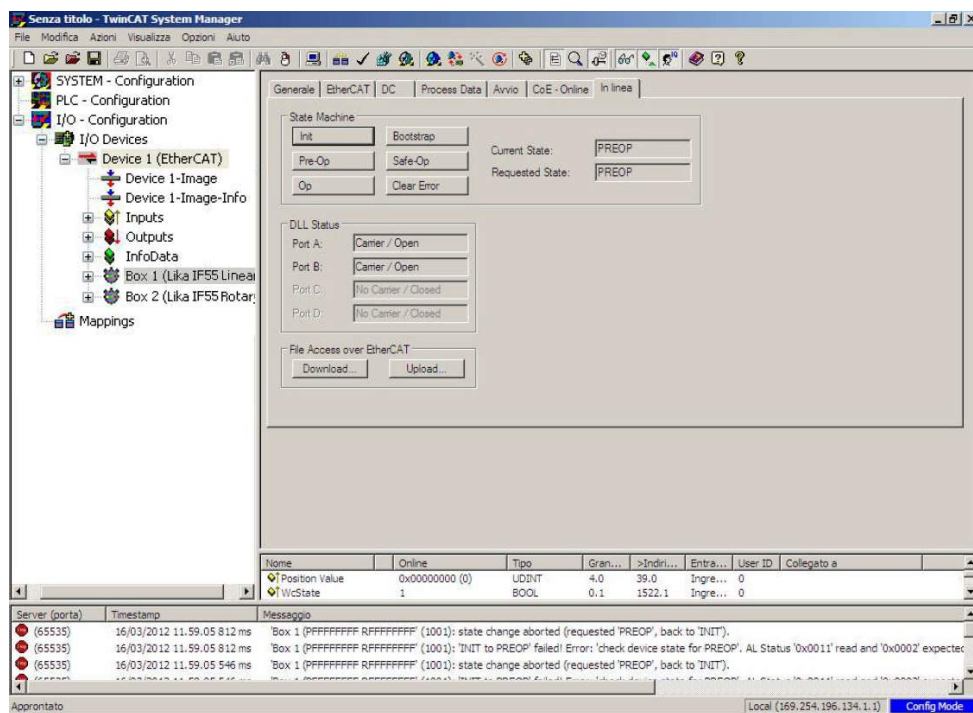 Senza titolo - TwinCAT System Manager
File Modifica Azioni Visualizza Opzioni Aiuto
SYSTEM - Configuration
PLC - Configuration
I/O - Configuration
I/O Devices
Device 1 (EtherCAT)
Device 1-Image
Device 1-Image-Info
Inputs
Outputs
InfoData
Box 1 (Lika IF55 Linear
Box 2 (Lika IF55 Rotar
Mappings
Generale EtherCAT DC Process Data Avvio CoE - Online In linea
State Machine
Init Bootstrap
Pre-Op Safe-Op
Op Clear Error
Current State: PREOP
Requested State: PREOP
DLL Status
Port A: Carrier / Open
Port B: Carrier / Open
Port C: No Carrier / Closed
Port D: No Carrier / Closed
File Access over EtherCAT
Download... Upload...
Nome Online Tipo Gran... >Indiri... Entra... User ID Collegato a
Position Value 0x00000000 (0) UDINT 4.0 39.0 Ingre... 0
WcState 1 BOOL 0.1 1522.1 Ingre... 0
Server (porta) Timestamp Messaggio
(65535) 16/03/2012 11.59.05 812 ms 'Box 1 (PFFFFFFFF RFFFFFFFF' (1001): state change aborted (requested 'PREOP', back to 'INIT').
(65535) 16/03/2012 11.59.05 812 ms 'Box 1 (PFFFFFFFF RFFFFFFFF' (1001): 'INIT to PREOP' failed! Error: 'check device state for PREOP'. AL Status '0x0011' read and '0x0002' expected
(65535) 16/03/2012 11.59.05 546 ms 'Box 1 (PFFFFFFFF RFFFFFFFF' (1001): state change aborted (requested 'PREOP', back to 'INIT').
Approntato Local (169.254.196.134.1.1) Config Mode